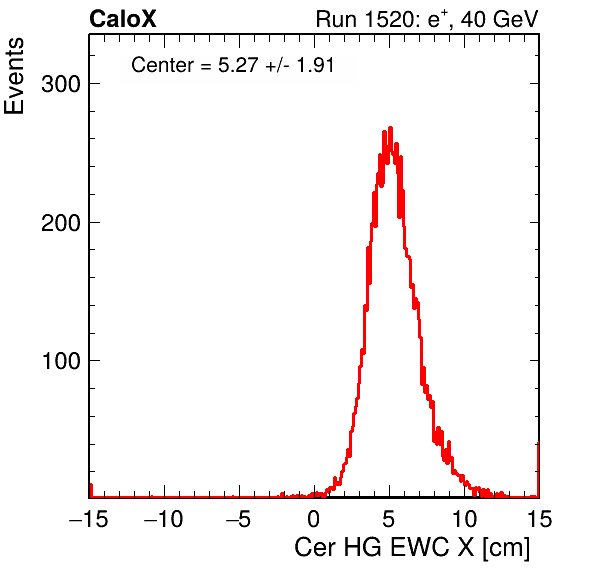 CaloX Run 1520: e⁺, 40 GeV
Center = 5.27 +/- 1.91
Events
300
200
100
−15 −10 −5 0 5 10 15
Cer HG EWC X [cm]